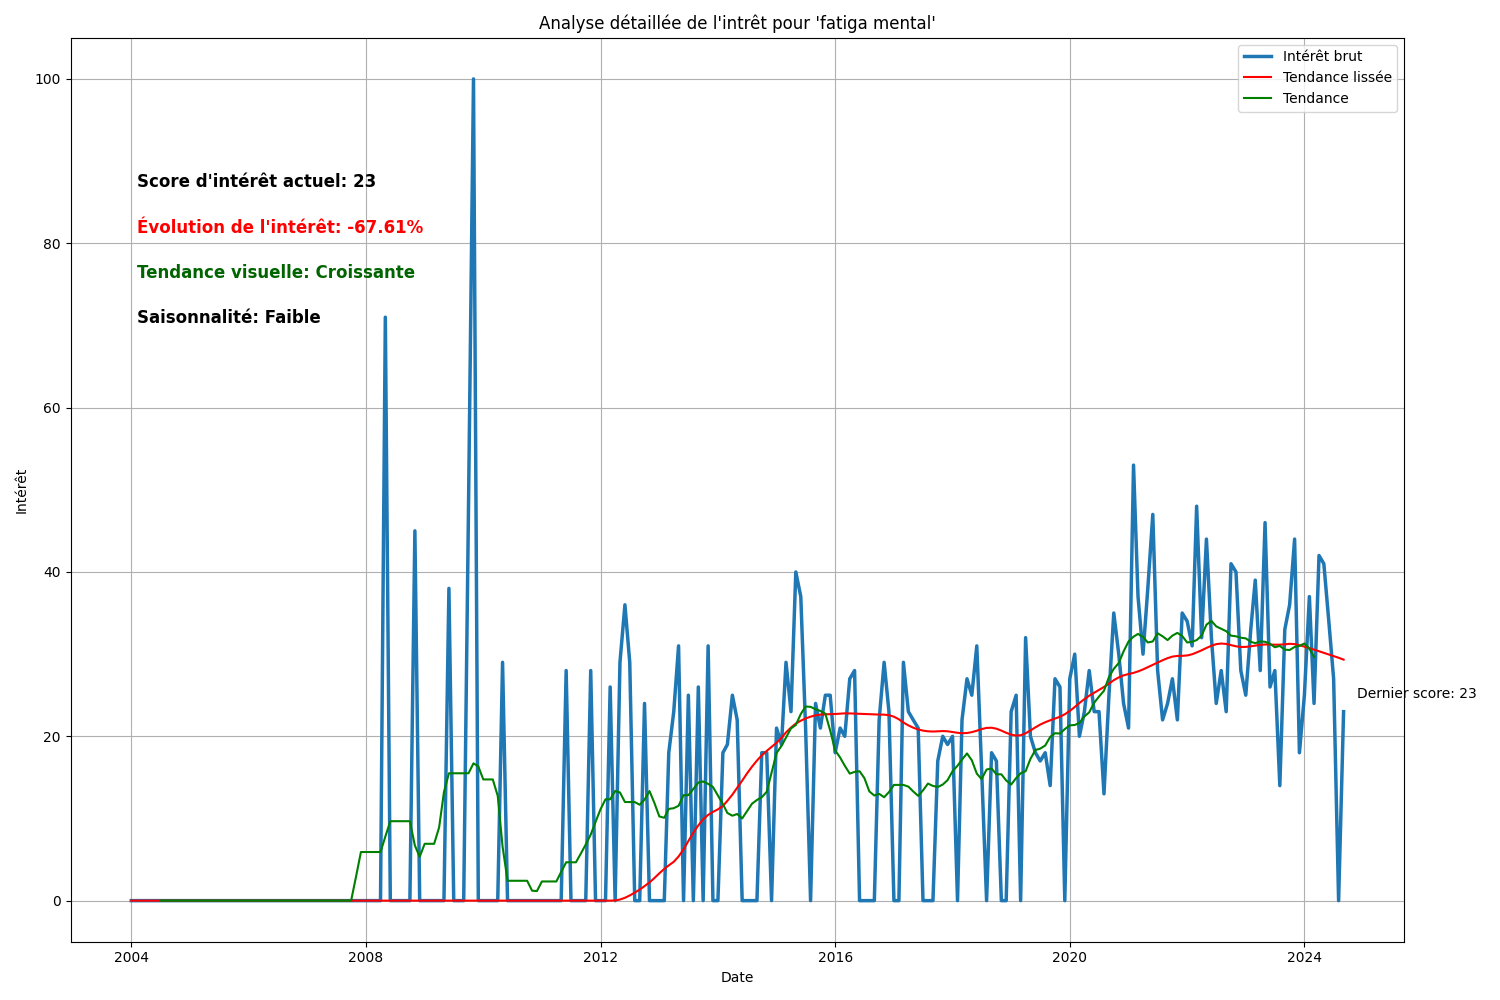 Analyse détaillée de l'intrêt pour 'fatiga mental'
Intérêt brut
Tendance lissée
Tendance
Score d'intérêt actuel: 23
Évolution de l'intérêt: -67.61%
Tendance visuelle: Croissante
Saisonnalité: Faible
Dernier score: 23
Intérêt
100
80
60
40
20
0
2004
2008
2012
2016
2020
2024
Date